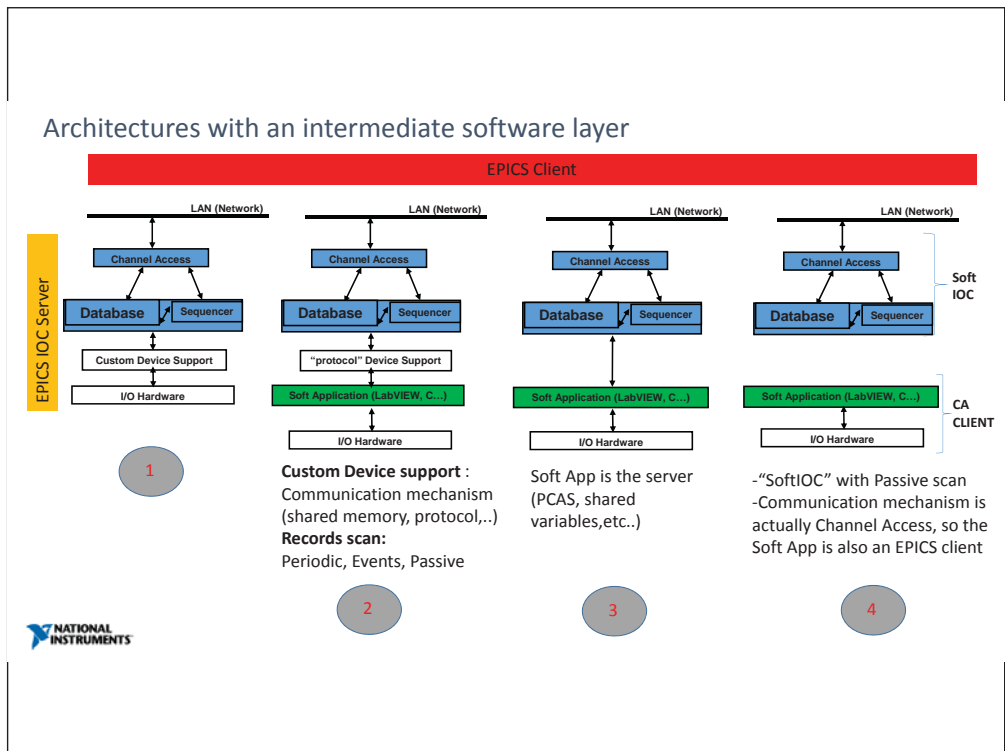 Architectures with an intermediate software layer
EPICS Client
EPICS IOC Server
LAN (Network)
Channel Access
Database
Sequencer
Custom Device Support
I/O Hardware
1
LAN (Network)
Channel Access
Database
Sequencer
“protocol” Device Support
Soft Application (LabVIEW, C…)
I/O Hardware
Custom Device support :
Communication mechanism
(shared memory, protocol,..)
Records scan:
Periodic, Events, Passive
2
LAN (Network)
Channel Access
Database
Sequencer
Soft Application (LabVIEW, C…)
I/O Hardware
Soft App is the server
(PCAS, shared
variables,etc..)
3
LAN (Network)
Channel Access
Database
Sequencer
Soft
IOC
Soft Application (LabVIEW, C…)
I/O Hardware
CA
CLIENT
-“SoftIOC” with Passive scan
-Communication mechanism is
actually Channel Access, so the
Soft App is also an EPICS client
4
NATIONAL
INSTRUMENTS